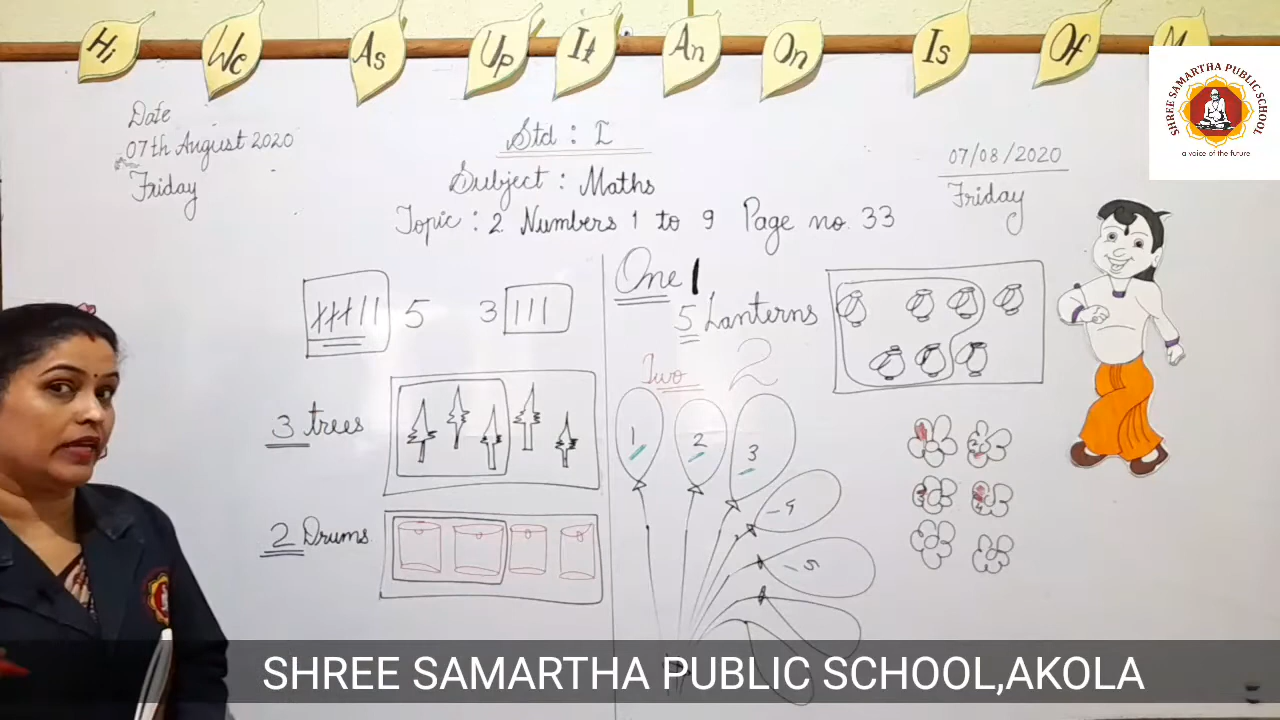 Hi We As Up It An On Is Of
SHREE SAMARTHA PUBLIC SCHOOL
a voice of the future
Date
07th August 2020
Friday
Std : I
Subject : Maths
Topic : 2 Numbers 1 to 9 Page no. 33
07/08/2020
Friday
5 3
3 trees
2 Drums
One 1
5 Lanterns
Two 2
1 2 3
4
5
SHREE SAMARTHA PUBLIC SCHOOL,AKOLA